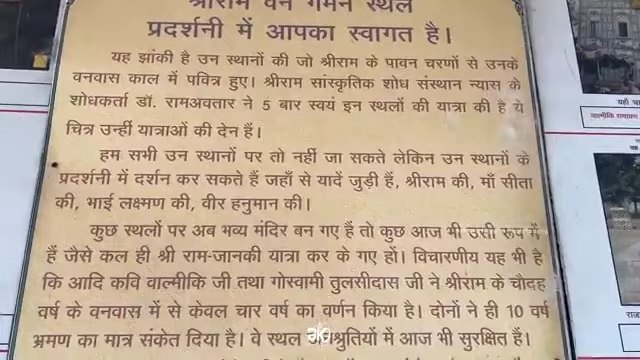 श्रीराम वन गमन स्थल
प्रदर्शनी में आपका स्वागत है।
यह झांकी है उन स्थानों की जो श्रीराम के पावन चरणों से उनके
वनवास काल में पवित्र हुए। श्रीराम सांस्कृतिक शोध संस्थान न्यास के
शोधकर्ता डॉ. रामअवतार ने 5 बार स्वयं इन स्थलों की यात्रा की है ये
चित्र उन्हीं यात्राओं की देन हैं।
हम सभी उन स्थानों पर तो नहीं जा सकते लेकिन उन स्थानों के
प्रदर्शनी में दर्शन कर सकते हैं जहाँ से यादें जुड़ी हैं, श्रीराम की, माँ सीता
की, भाई लक्ष्मण की, वीर हनुमान की।
कुछ स्थलों पर अब भव्य मंदिर बन गए हैं तो कुछ आज भी उसी रूप में
हैं जैसे कल ही श्री राम-जानकी यात्रा कर के गए हों। विचारणीय यह भी है
कि आदि कवि वाल्मीकि जी तथा गोस्वामी तुलसीदास जी ने श्रीराम के चौदह
वर्ष के वनवास में से केवल चार वर्ष का वर्णन किया है। दोनों ने ही 10 वर्ष
भ्रमण का मात्र संकेत दिया है। वे स्थल जनश्रुतियों में आज भी सुरक्षित हैं।
यहाँ
वाल्मीकि रामायण